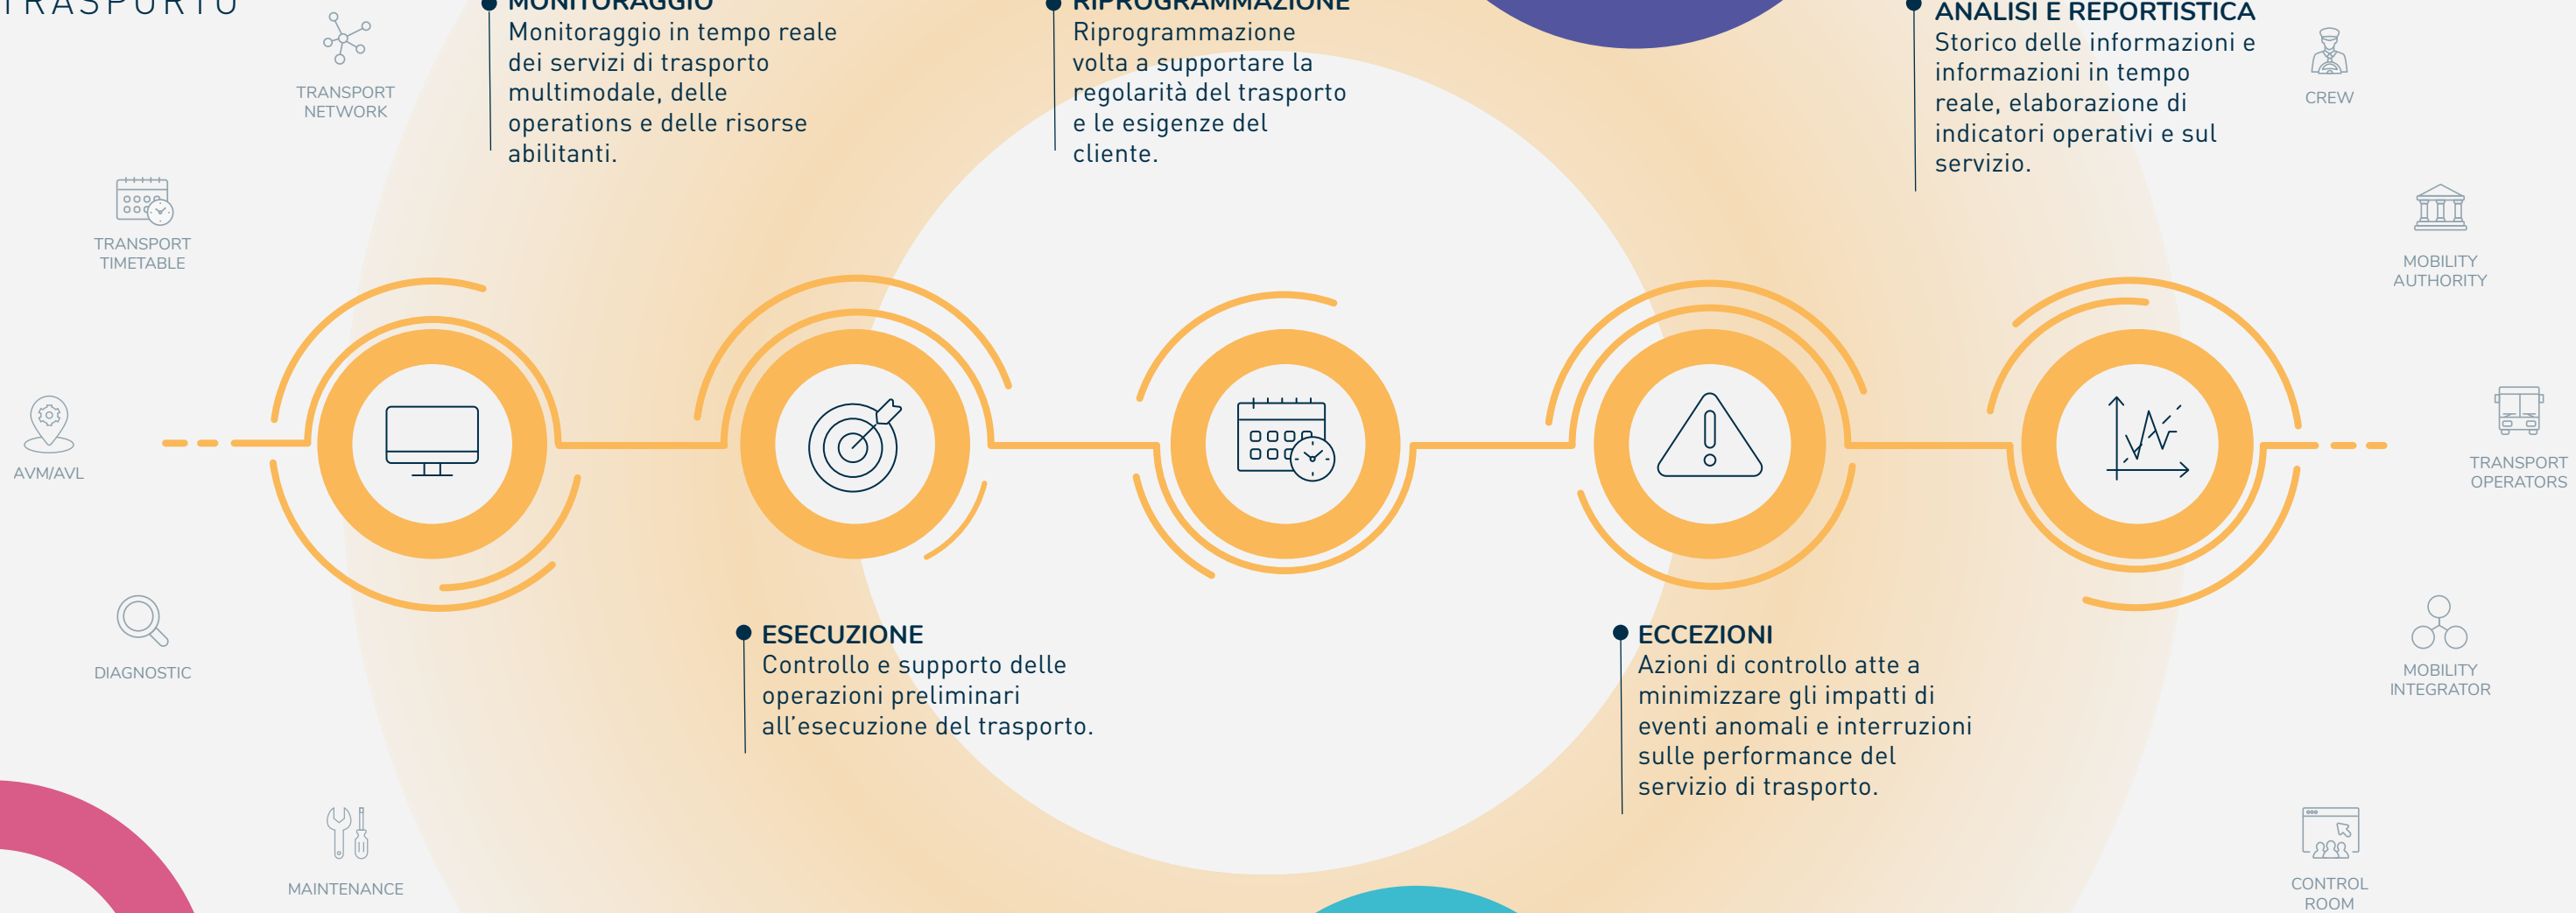 TRASPORTO
MONITORAGGIO
Monitoraggio in tempo reale
dei servizi di trasporto
multimodale, delle
operations e delle risorse
abilitanti.
RIPROGRAMMAZIONE
Riprogrammazione
volta a supportare la
regolarità del trasporto
e le esigenze del
cliente.
ANALISI E REPORTISTICA
Storico delle informazioni e
informazioni in tempo
reale, elaborazione di
indicatori operativi e sul
servizio.
TRANSPORT
NETWORK
TRANSPORT
TIMETABLE
AVM/AVL
DIAGNOSTIC
MAINTENANCE
ESECUZIONE
Controllo e supporto delle
operazioni preliminari
all’esecuzione del trasporto.
ECCEZIONI
Azioni di controllo atte a
minimizzare gli impatti di
eventi anomali e interruzioni
sulle performance del
servizio di trasporto.
CREW
MOBILITY
AUTHORITY
TRANSPORT
OPERATORS
MOBILITY
INTEGRATOR
CONTROL
ROOM